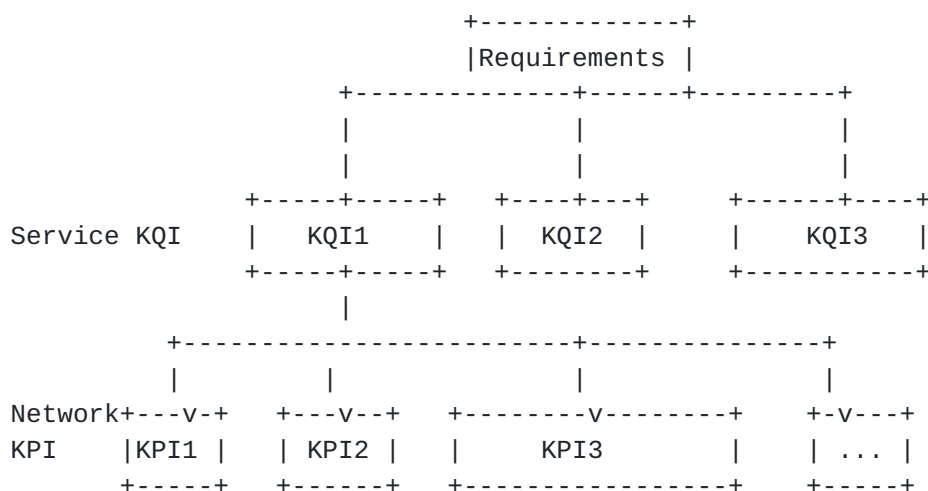 Requirements
Service KQI KQI1 KQI2 KQI3
Network
KPI KPI1 KPI2 KPI3 ...